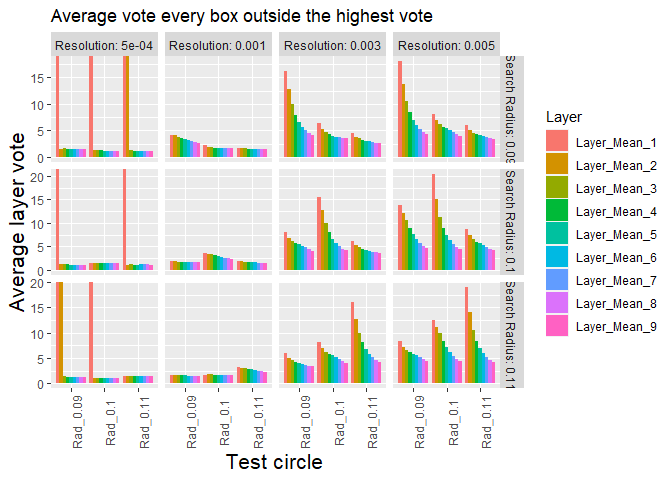 Average vote every box outside the highest vote
Resolution: 5e-04
Resolution: 0.001
Resolution: 0.003
Resolution: 0.005
15
10
5
0
Search Radius: 0.09
20
15
10
5
0
Search Radius: 0.1
20
15
10
5
0
Search Radius: 0.11
Average layer vote
Rad_0.09
Rad_0.1
Rad_0.11
Rad_0.09
Rad_0.1
Rad_0.11
Rad_0.09
Rad_0.1
Rad_0.11
Rad_0.09
Rad_0.1
Rad_0.11
Test circle
Layer
Layer_Mean_1
Layer_Mean_2
Layer_Mean_3
Layer_Mean_4
Layer_Mean_5
Layer_Mean_6
Layer_Mean_7
Layer_Mean_8
Layer_Mean_9